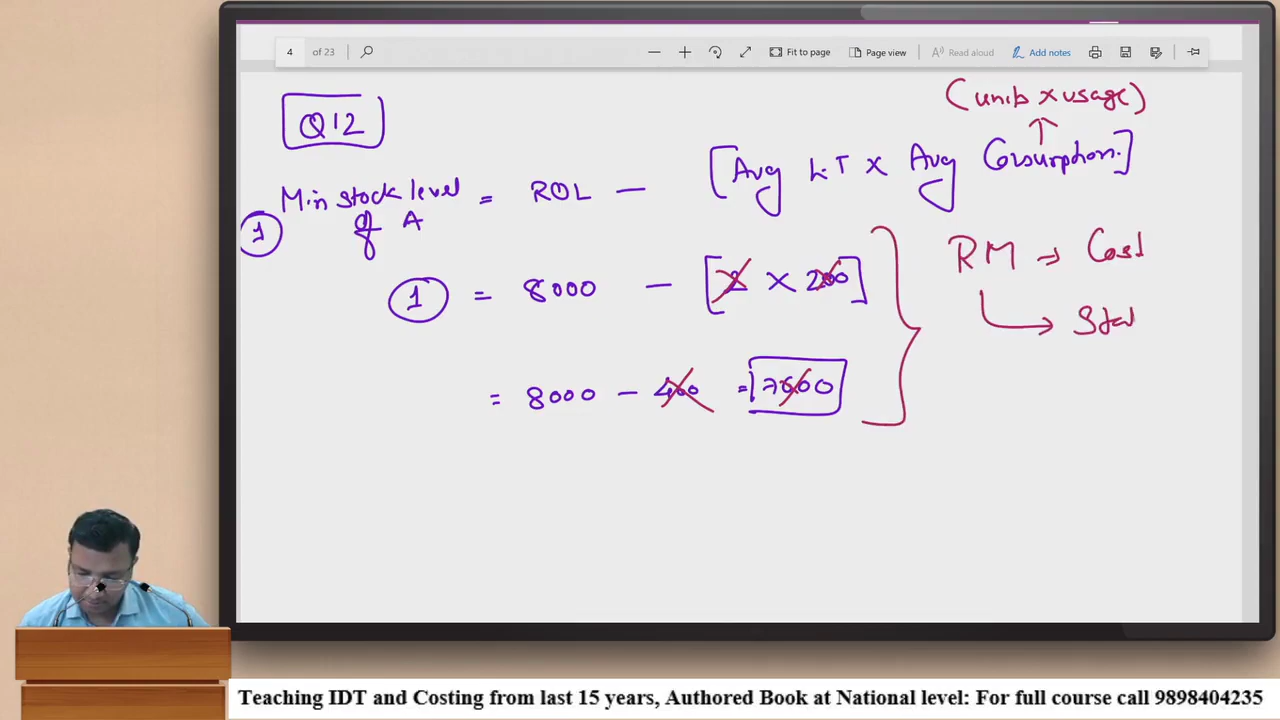 4 of 23 Fit to page Page view Read aloud Add notes
Q12
(units x usage)
Min stock level of A = ROL — [Avg LT x Avg Consumption]
1
1 = 8000 — [2 x 200]
= 8000 — 400 = 7600
RM ⇒ Cost
→ Stat
Teaching IDT and Costing from last 15 years, Authored Book at National level: For full course call 9898404235